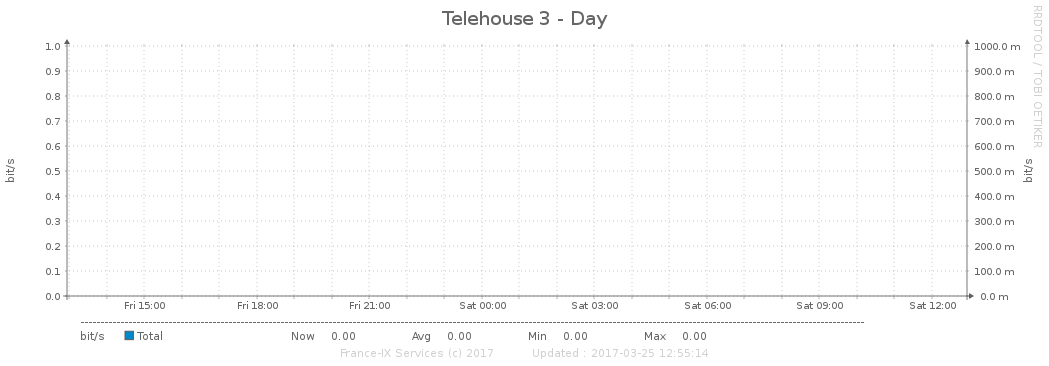 Telehouse 3 - Day
RRDTOOL / TOBI OETIKER
bit/s
1.0
0.9
0.8
0.7
0.6
0.5
0.4
0.3
0.2
0.1
0.0
1000.0 m
900.0 m
800.0 m
700.0 m
600.0 m
500.0 m
400.0 m
300.0 m
200.0 m
100.0 m
0.0 m
bit/s
Fri 15:00 Fri 18:00 Fri 21:00 Sat 00:00 Sat 03:00 Sat 06:00 Sat 09:00 Sat 12:00
bit/s Total Now 0.00 Avg 0.00 Min 0.00 Max 0.00
France-IX Services (c) 2017 Updated : 2017-03-25 12:55:14